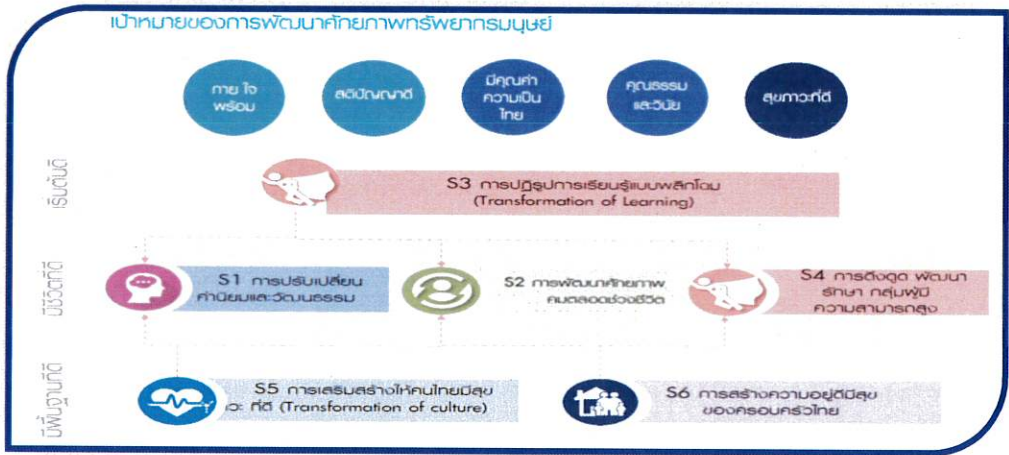 เป้าหมายของการพัฒนาศักยภาพทรัพยากรมนุษย์
กาย ใจ
พร้อม
สติปัญญาดี
มีคุณค่า
ความเป็น
ไทย
คุณธรรม
และวินัย
สุขภาวะที่ดี
เริ่มต้นดี
S3 การปฏิรูปการเรียนรู้แบบพลิกโฉม
(Transformation of Learning)
มีชีวิตที่ดี
S1 การปรับเปลี่ยน
ค่านิยมและวัฒนธรรม
S2 การพัฒนาศักยภาพ
คนตลอดช่วงชีวิต
S4 การดึงดูด พัฒนา
รักษา กลุ่มผู้มี
ความสามารถสูง
มีพื้นฐานที่ดี
S5 การเสริมสร้างให้คนไทยมีสุข
าวะ ที่ดี (Transformation of culture)
S6 การสร้างความอยู่ดีมีสุข
ของครอบครัวไทย